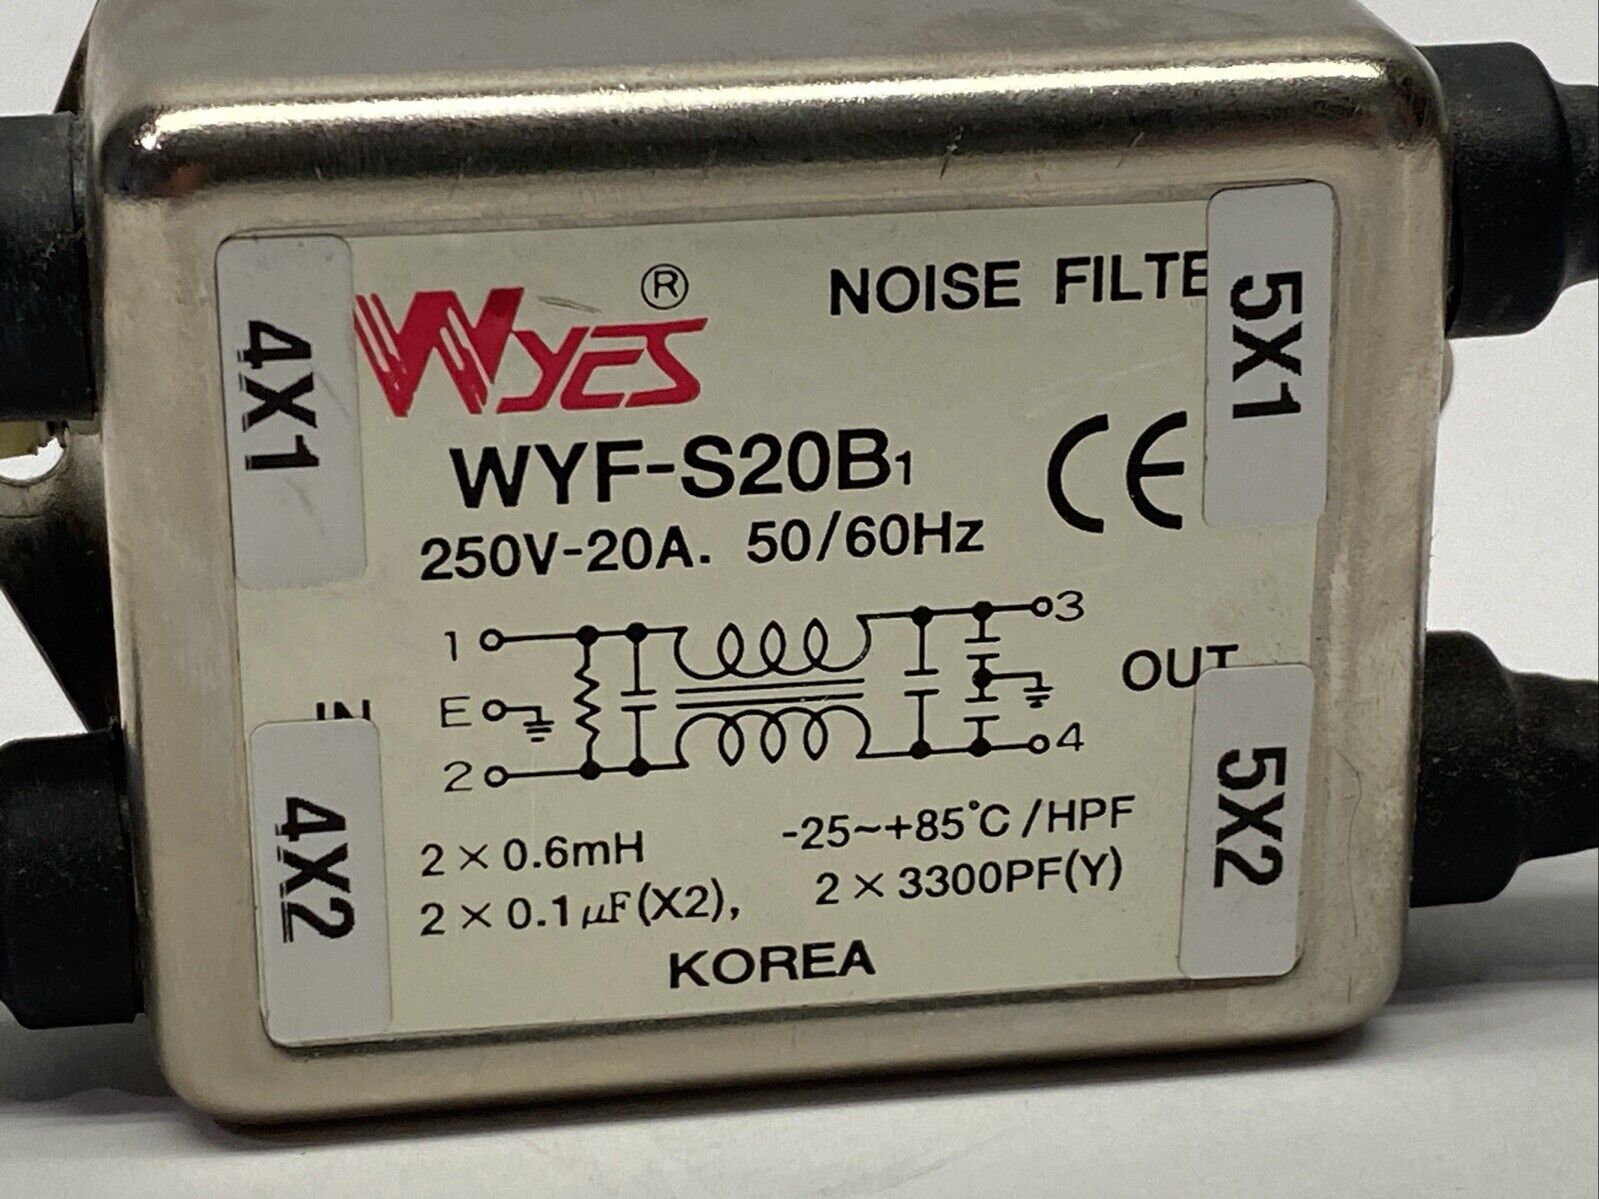 WYES ®
NOISE FILTE
WYF-S20B1
CE
250V-20A. 50/60Hz
1
E
2
3
4
IN
OUT
2×0.6mH
-25~+85°C/HPF
2×0.1µF(X2),
2×3300PF(Y)
KOREA
4X1
4X2
5X1
5X2